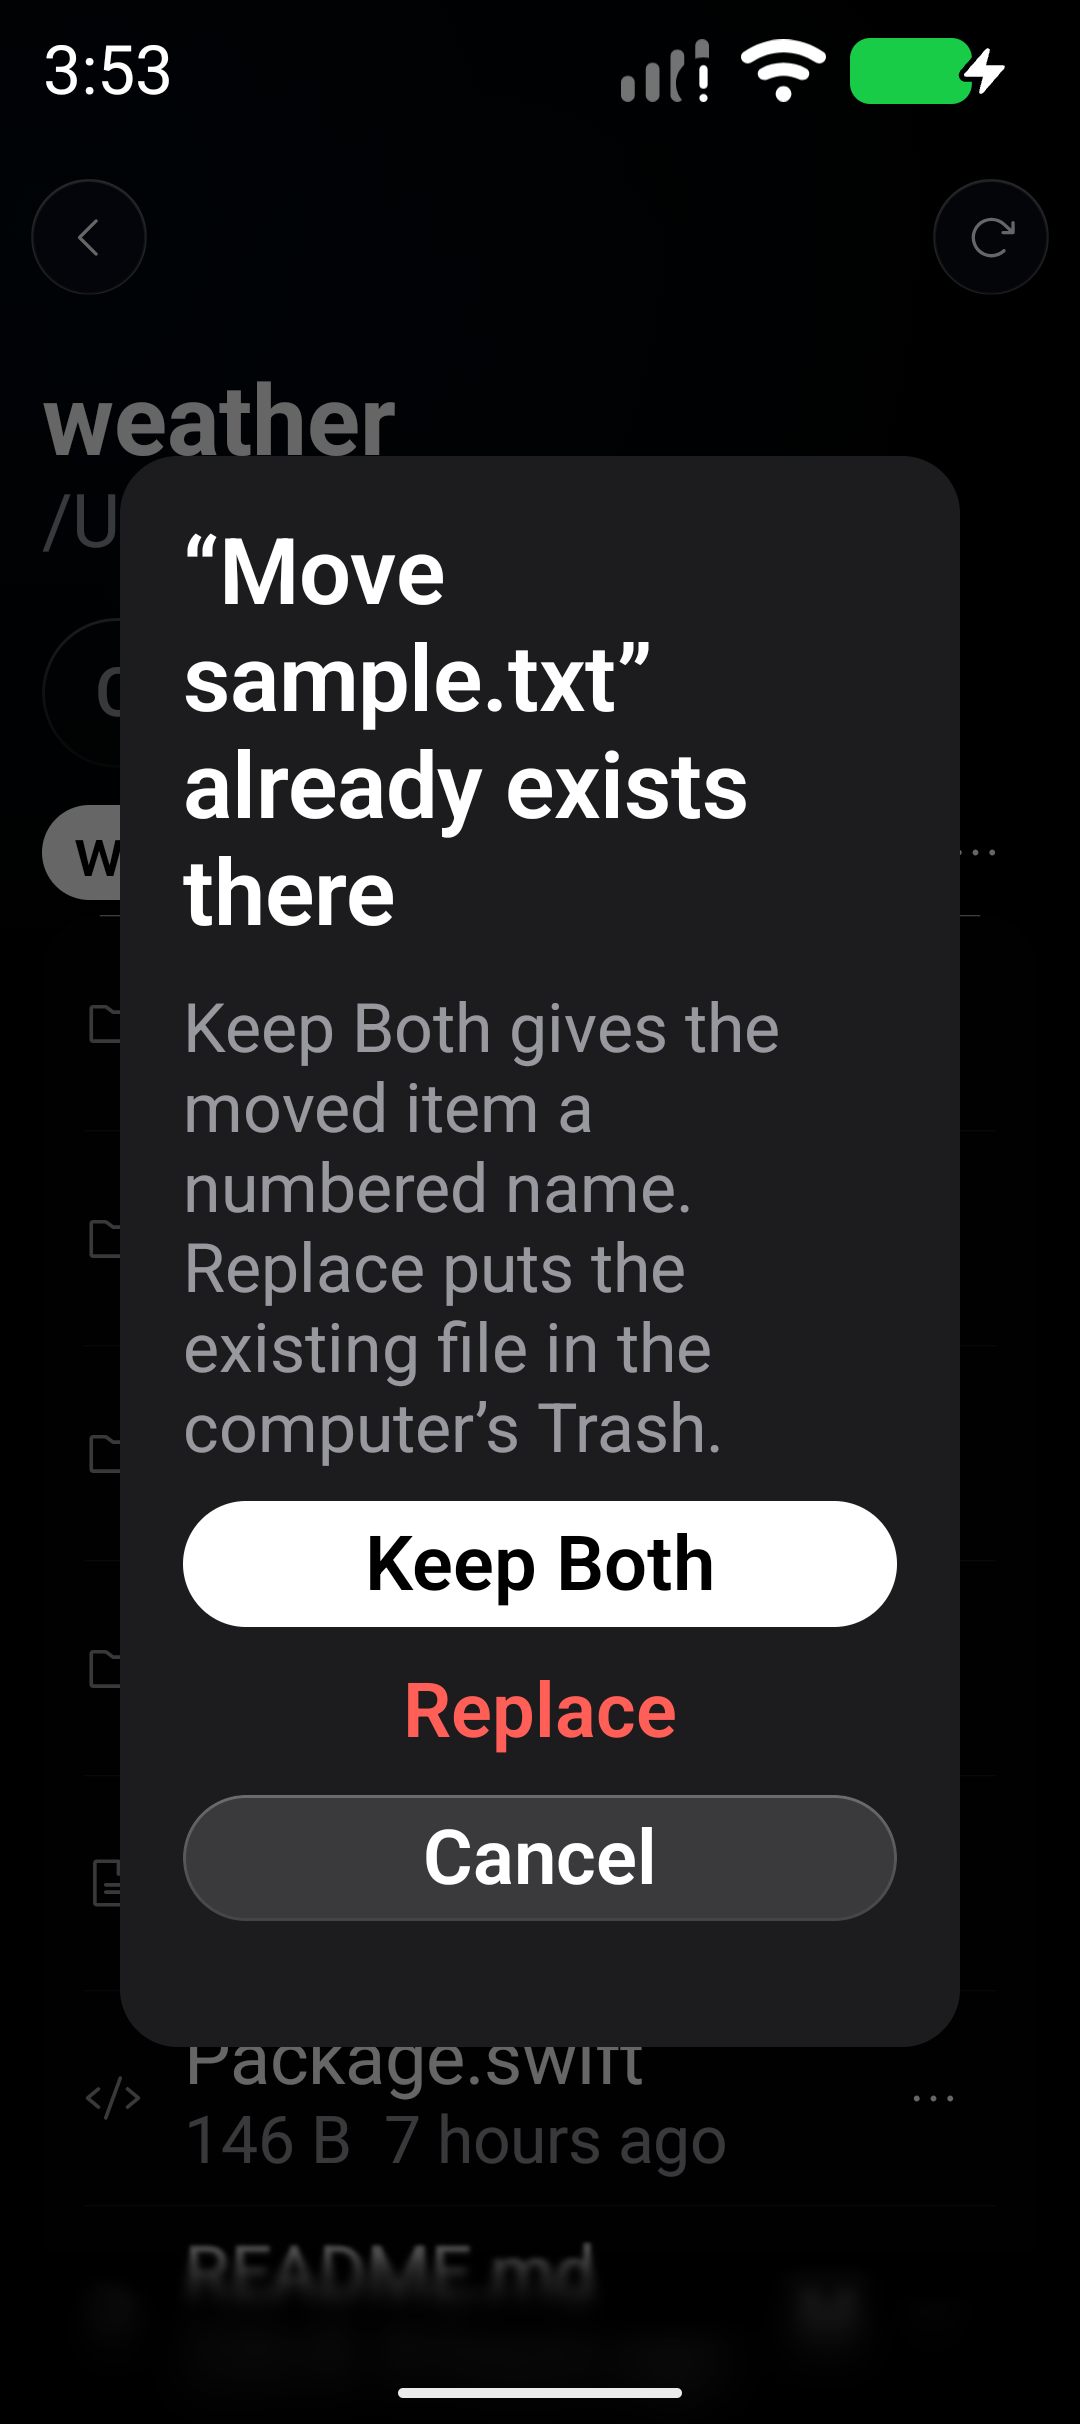 3:53
weather
/U
“Move
sample.txt”
already exists
there
Keep Both gives the
moved item a
numbered name.
Replace puts the
existing file in the
computer’s Trash.
Keep Both
Replace
Cancel
Package.swift
146 B 7 hours ago
README.md